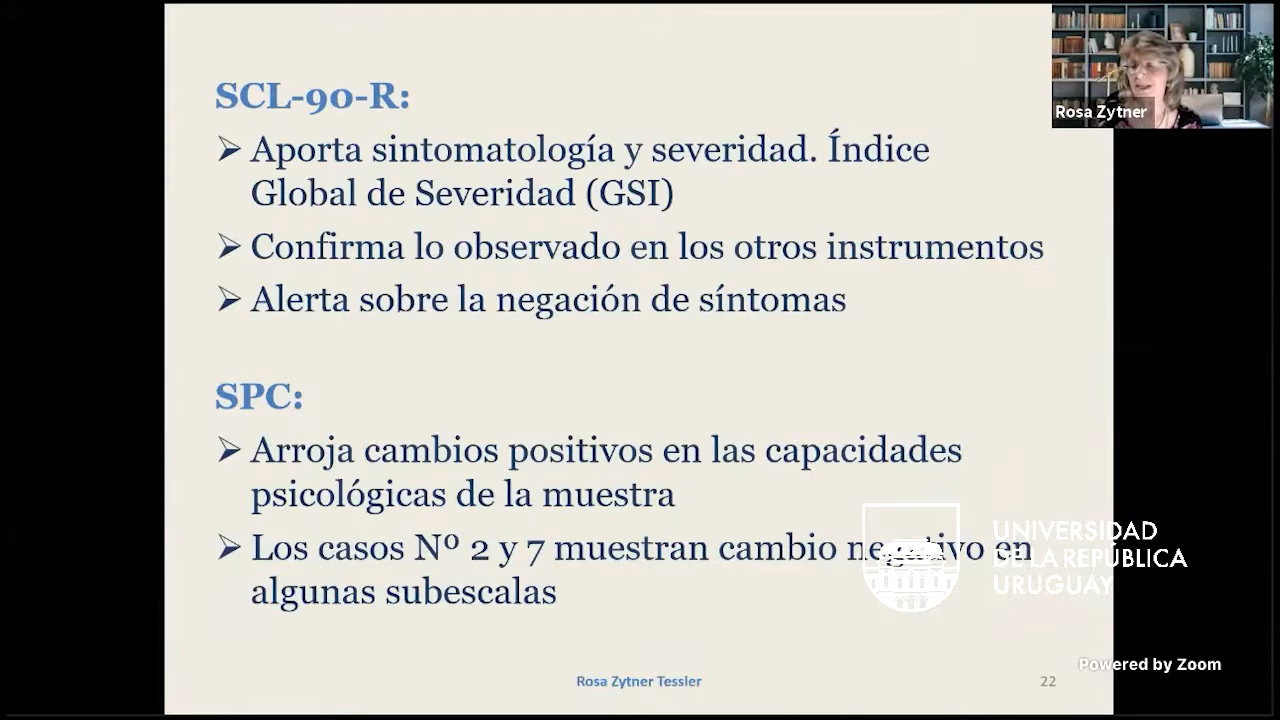 SCL-90-R:
➢ Aporta sintomatología y severidad. Índice
Global de Severidad (GSI)
➢ Confirma lo observado en los otros instrumentos
➢ Alerta sobre la negación de síntomas
SPC:
➢ Arroja cambios positivos en las capacidades
psicológicas de la muestra
➢ Los casos Nº 2 y 7 muestran cambio negativo en
algunas subescalas
Rosa Zytner Tessler
22
Rosa Zytner
UNIVERSIDAD
DE LA REPÚBLICA
URUGUAY
Powered by Zoom